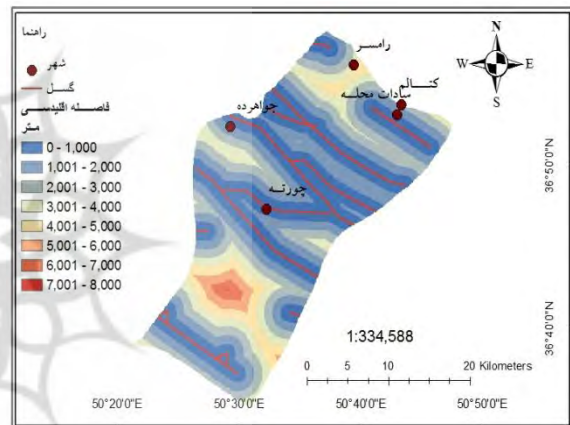 راهنما
شهر
گسل
فاصله اقلیدسی
متر
0 - 1,000
1,001 - 2,000
2,001 - 3,000
3,001 - 4,000
4,001 - 5,000
5,001 - 6,000
6,001 - 7,000
7,001 - 8,000
رامسر
کتالم
سادات محله
جواهرده
چورته
N
W
E
S
36°50'0"N
36°40'0"N
1:334,588
0 5 10 20 Kilometers
50°20'0"E 50°30'0"E 50°40'0"E 50°50'0"E